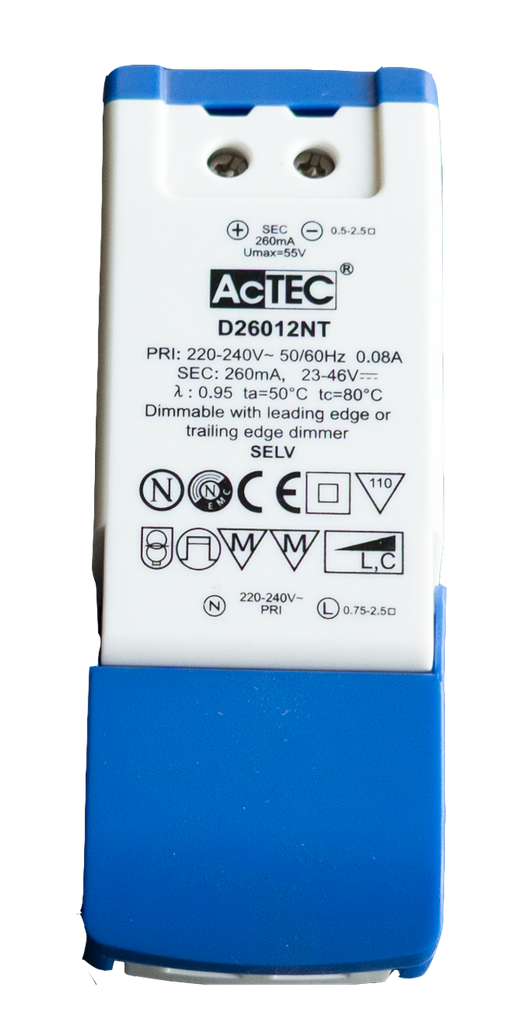 + SEC − 0.5-2.5□
260mA
Umax=55V
AcTEC®
D26012NT
PRI: 220-240V~ 50/60Hz 0.08A
SEC: 260mA, 23-46V⎓
λ : 0.95 ta=50°C tc=80°C
Dimmable with leading edge or
trailing edge dimmer
SELV
N N EMC CE 110
M M L,C
N 220-240V~ L 0.75-2.5□
PRI